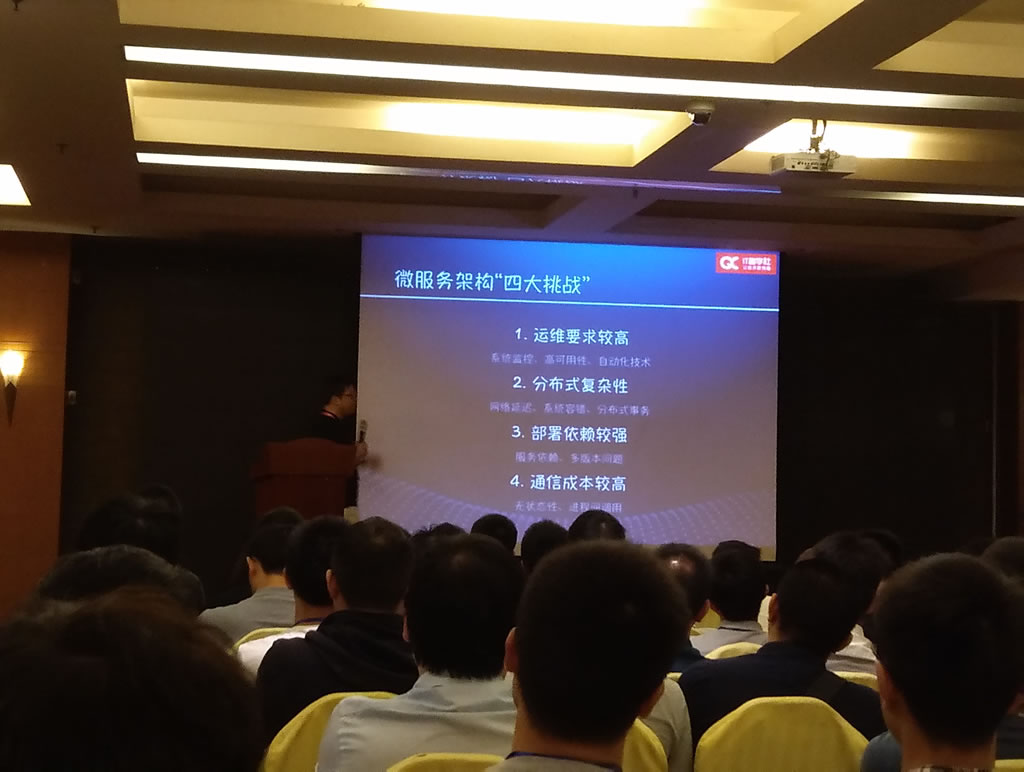 微服务架构“四大挑战”
IT智学社
1. 运维要求较高
系统监控、高可用性、自动化技术
2. 分布式复杂性
网络延迟、系统容错、分布式事务
3. 部署依赖较强
服务依赖、多版本问题
4. 通信成本较高
无状态性、进程间调用